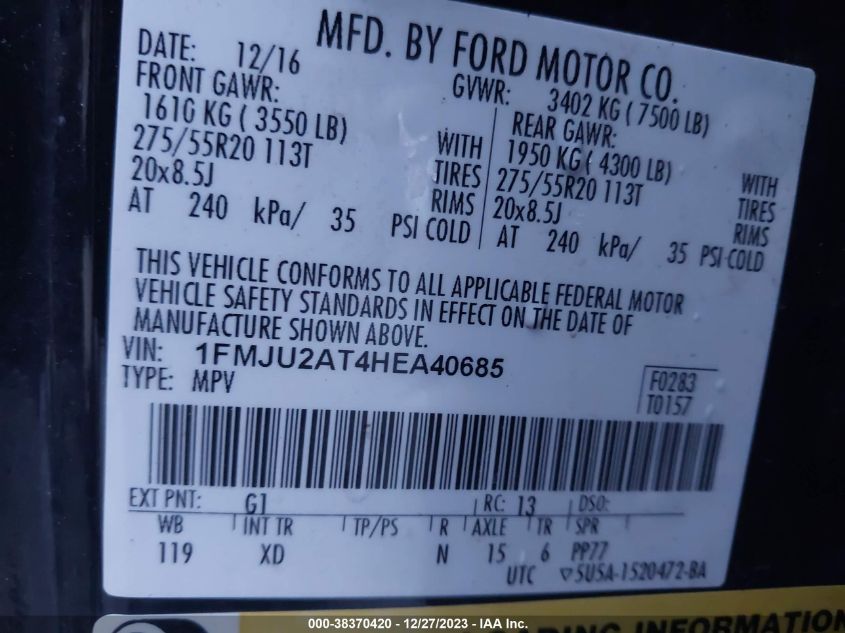 MFD. BY FORD MOTOR CO.
DATE: 12/16 GVWR: 3402 KG ( 7500 LB)
FRONT GAWR: REAR GAWR:
1610 KG ( 3550 LB) WITH 1950 KG( 4300 LB) WITH
275/55R20 113T TIRES 275/55R20 113T TIRES
20x8.5J RIMS 20x8.5J RIMS
AT 240 kPa/ 35 PSI COLD AT 240 kPa/ 35 PSI COLD
THIS VEHICLE CONFORMS TO ALL APPLICABLE FEDERAL MOTOR
VEHICLE SAFETY STANDARDS IN EFFECT ON THE DATE OF
MANUFACTURE SHOWN ABOVE.
VIN: 1FMJU2AT4HEA40685
TYPE: MPV
F0283
T0157
EXT PNT: G1 RC: 13 DSO:
WB INT TR TP/PS R AXLE TR SPR
119 XD N 15 6 PP77
UTC ▽5USA-1520472-BA
INFORMATION
000-38370420 - 12/27/2023 - © IAA Inc.